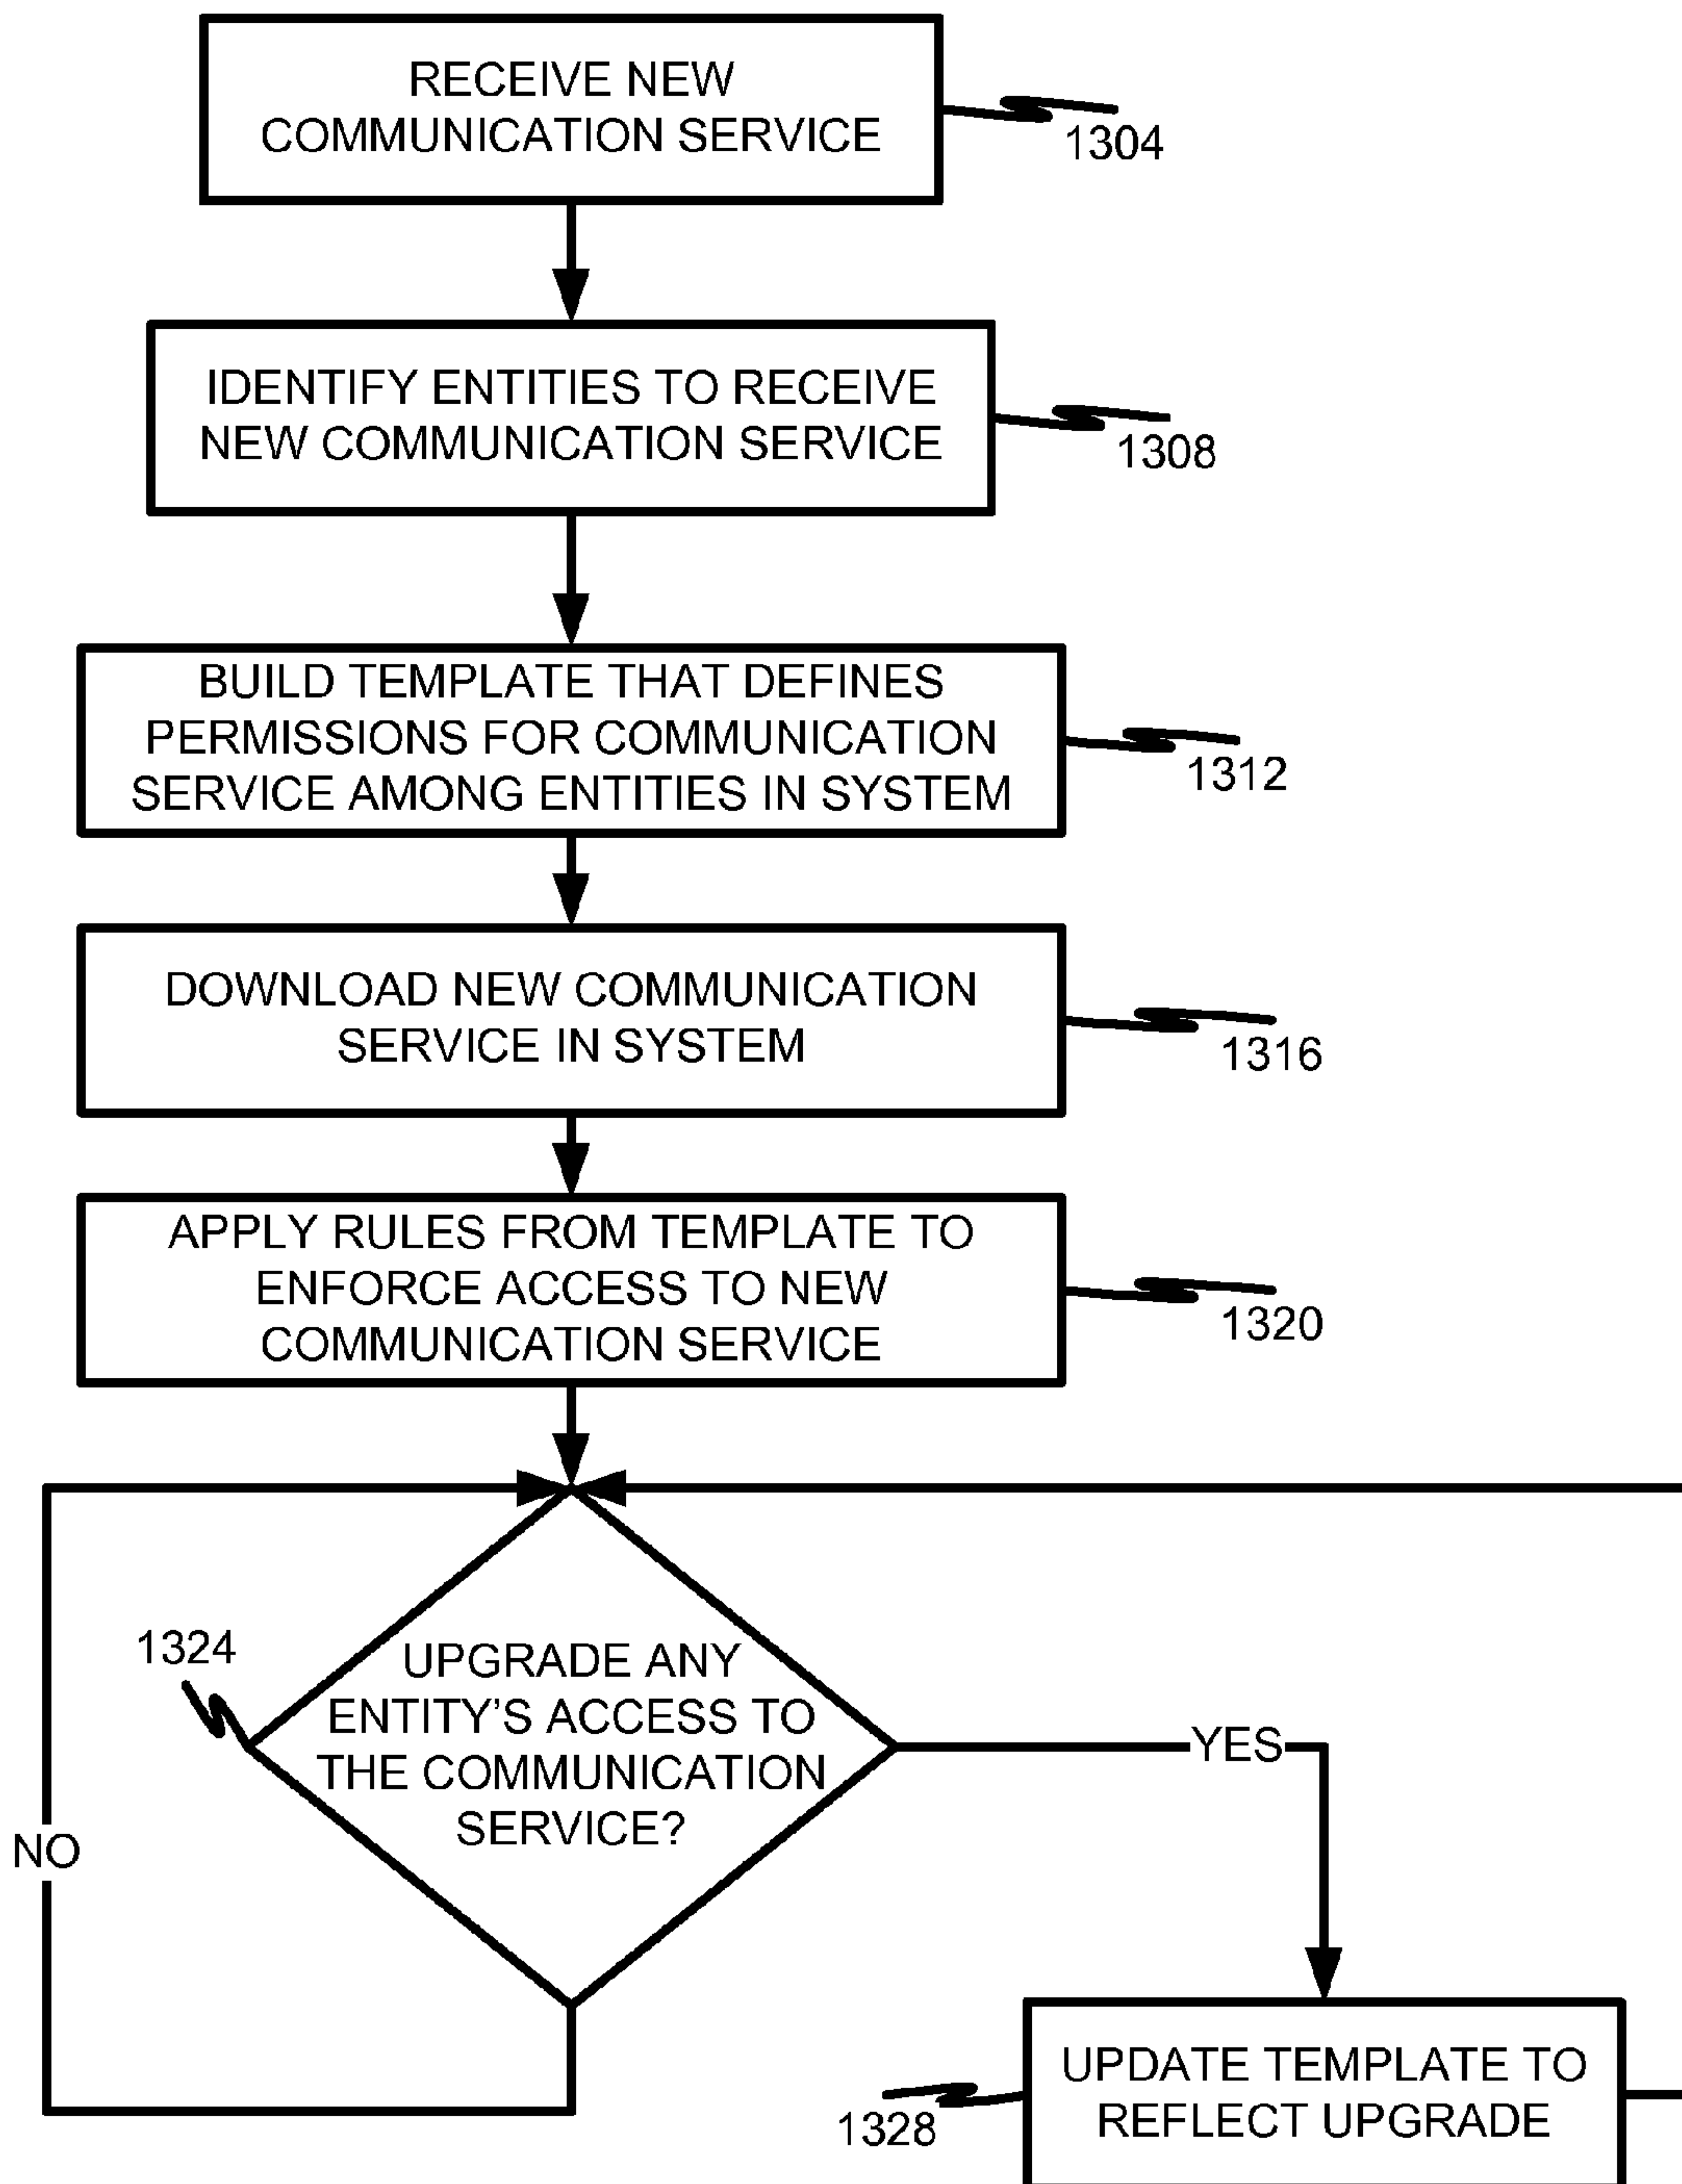 RECEIVE NEW
COMMUNICATION SERVICE
1304
IDENTIFY ENTITIES TO RECEIVE
NEW COMMUNICATION SERVICE
1308
BUILD TEMPLATE THAT DEFINES
PERMISSIONS FOR COMMUNICATION
SERVICE AMONG ENTITIES IN SYSTEM
1312
DOWNLOAD NEW COMMUNICATION
SERVICE IN SYSTEM
1316
APPLY RULES FROM TEMPLATE TO
ENFORCE ACCESS TO NEW
COMMUNICATION SERVICE
1320
1324
UPGRADE ANY
ENTITY’S ACCESS TO
THE COMMUNICATION
SERVICE?
YES
NO
UPDATE TEMPLATE TO
REFLECT UPGRADE
1328